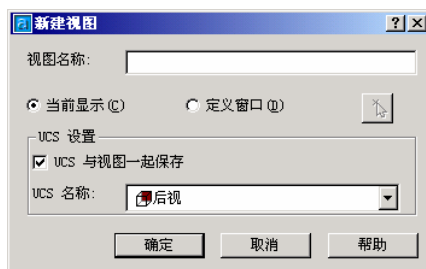 新建视图
视图名称:
当前显示(C) 定义窗口(D)
UCS 设置
UCS 与视图一起保存
UCS 名称: 后视
确定 取消 帮助